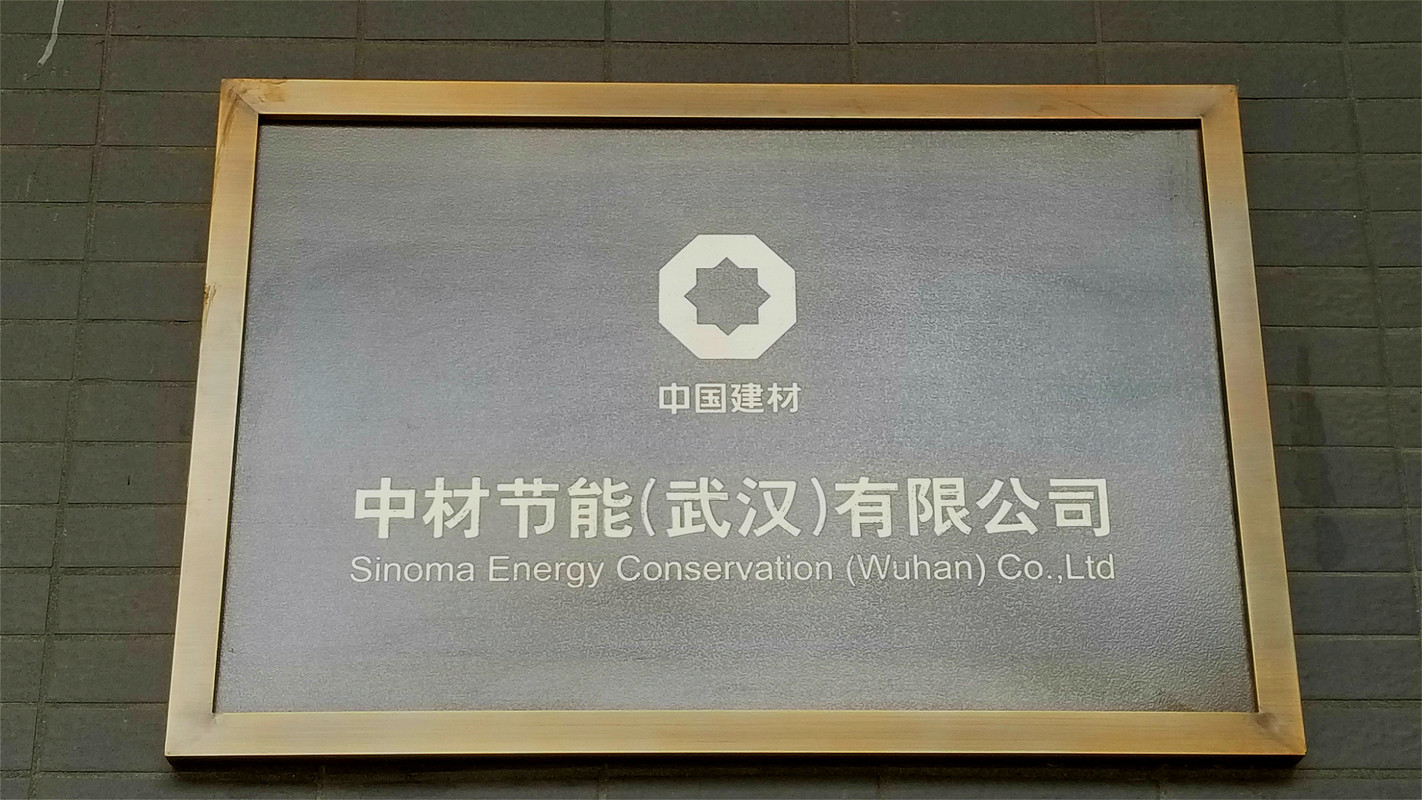 中国建材
中材节能(武汉)有限公司
Sinoma Energy Conservation (Wuhan) Co.,Ltd